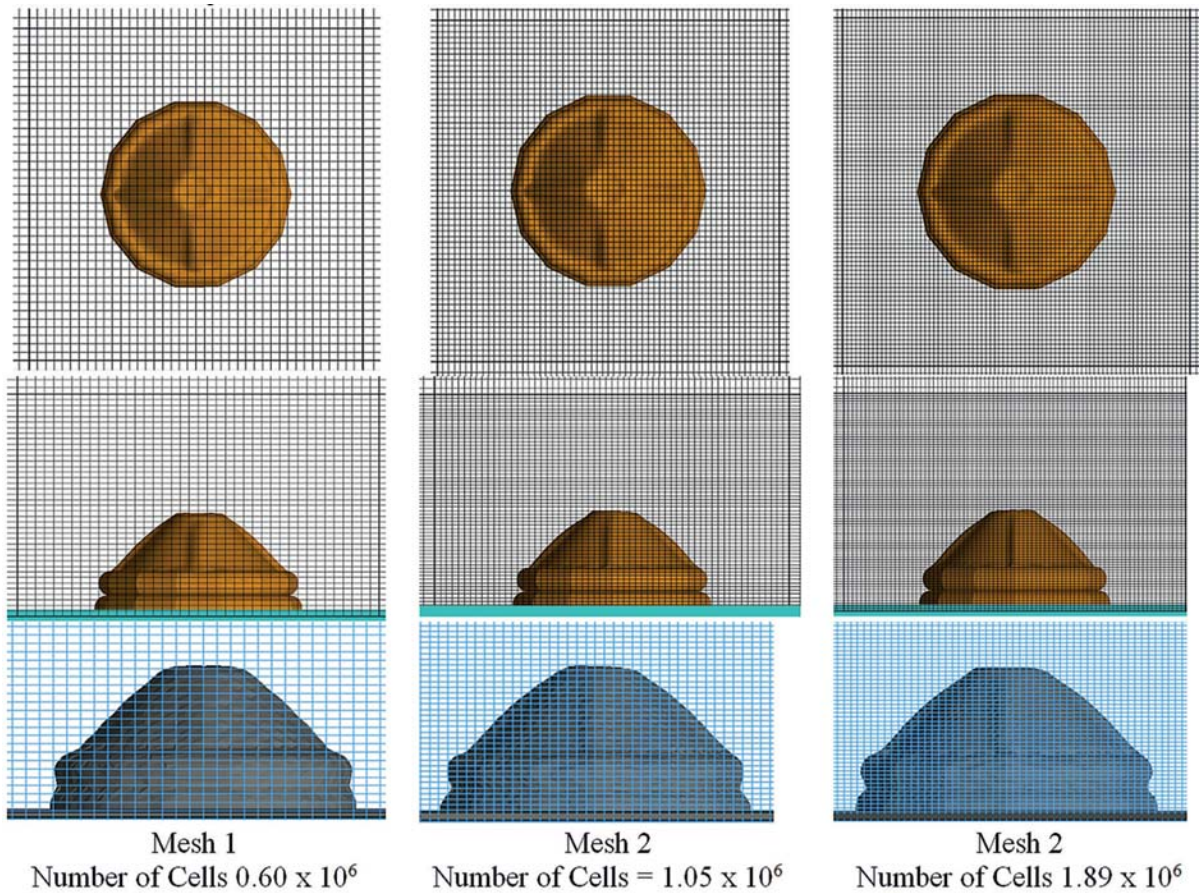 Mesh 1
Number of Cells 0.60 x 10⁶
Mesh 2
Number of Cells = 1.05 x 10⁶
Mesh 2
Number of Cells 1.89 x 10⁶